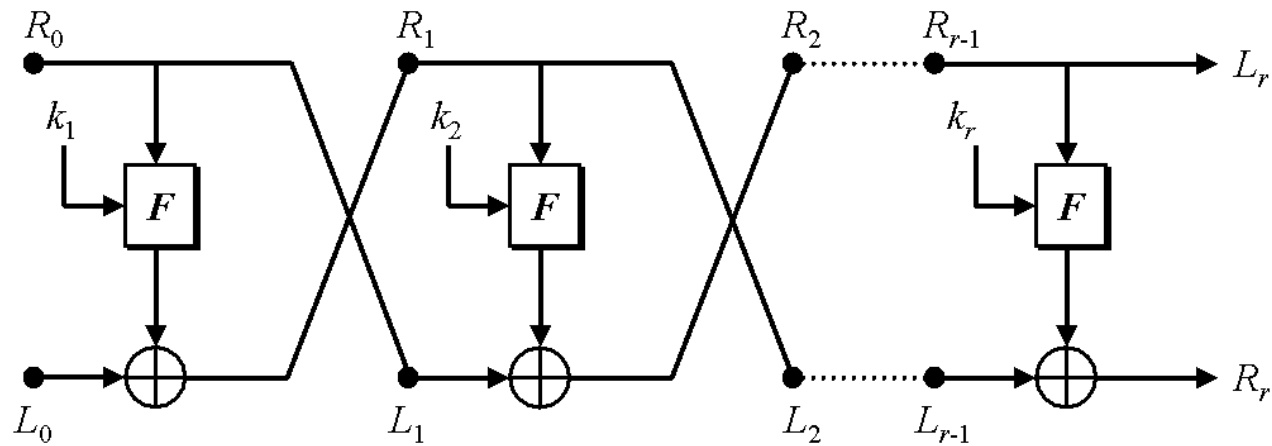 R₀ R₁ R₂ Rᵣ₋₁
Lᵣ
k₁ k₂ kᵣ
F F F
Rᵣ
L₀ L₁ L₂ Lᵣ₋₁